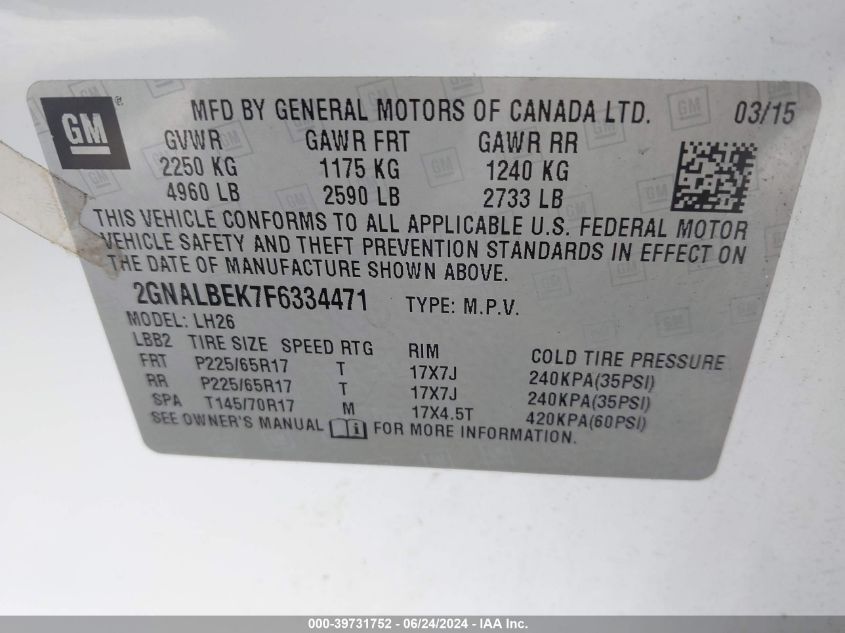 GM
MFD BY GENERAL MOTORS OF CANADA LTD. 03/15
GVWR GAWR FRT GAWR RR
2250 KG 1175 KG 1240 KG
4960 LB 2590 LB 2733 LB
THIS VEHICLE CONFORMS TO ALL APPLICABLE U.S. FEDERAL MOTOR
VEHICLE SAFETY AND THEFT PREVENTION STANDARDS IN EFFECT ON
THE DATE OF MANUFACTURE SHOWN ABOVE.
2GNALBEK7F6334471 TYPE: M.P.V.
MODEL: LH26
LBB2 TIRE SIZE SPEED RTG RIM COLD TIRE PRESSURE
FRT P225/65R17 T 17X7J 240KPA(35PSI)
RR P225/65R17 T 17X7J 240KPA(35PSI)
SPA T145/70R17 M 17X4.5T 420KPA(60PSI)
SEE OWNER'S MANUAL i FOR MORE INFORMATION.
000-39731752 - 06/24/2024 - IAA Inc.